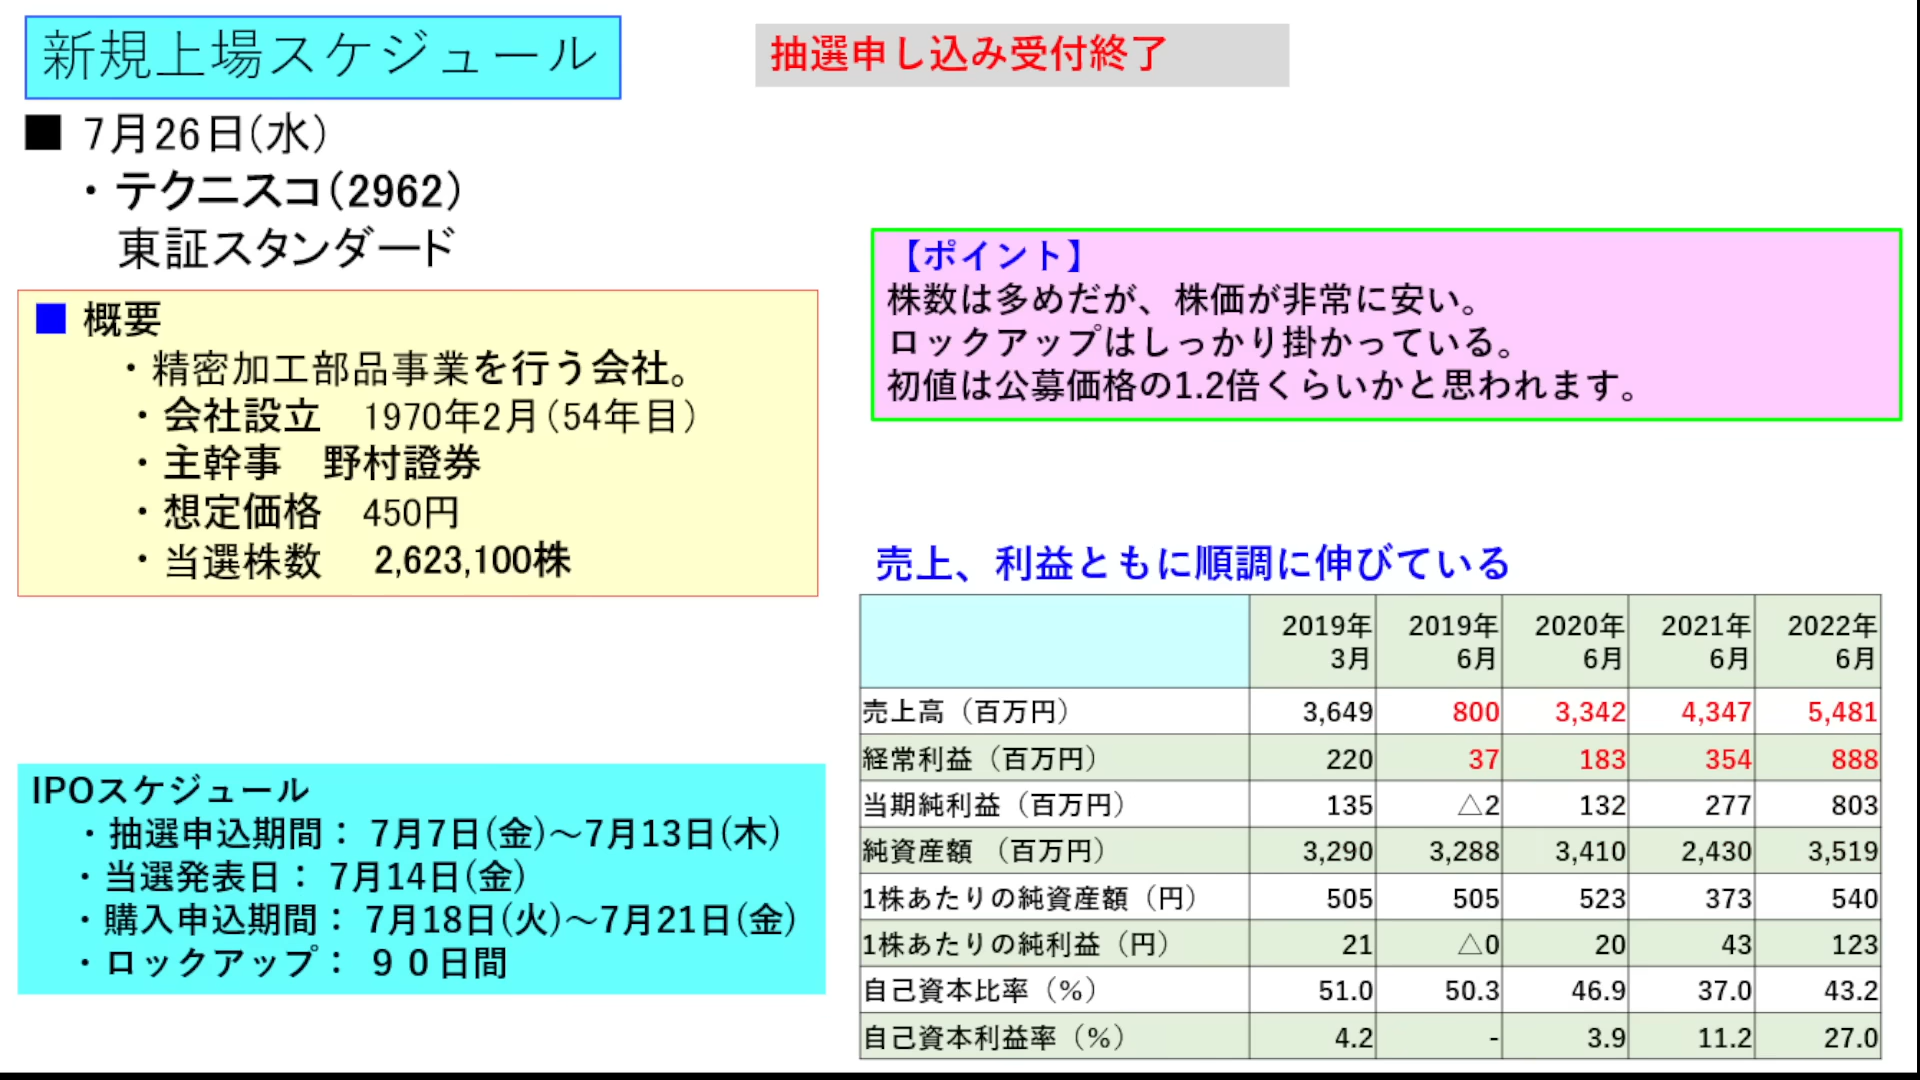 新規上場スケジュール
抽選申し込み受付終了
■ 7月26日(水)
・テクニスコ(2962)
東証スタンダード
【ポイント】
株数は多めだが、株価が非常に安い。
ロックアップはしっかり掛かっている。
初値は公募価格の1.2倍くらいかと思われます。
■ 概要
・精密加工部品事業を行う会社。
・会社設立 1970年2月(54年目)
・主幹事 野村證券
・想定価格 450円
・当選株数 2,623,100株
IPOスケジュール
・抽選申込期間： 7月7日(金)～7月13日(木)
・当選発表日： 7月14日(金)
・購入申込期間： 7月18日(火)～7月21日(金)
・ロックアップ： ９０日間
売上、利益ともに順調に伸びている
2019年 2019年 2020年 2021年 2022年
3月 6月 6月 6月 6月
売上高（百万円） 3,649 800 3,342 4,347 5,481
経常利益（百万円） 220 37 183 354 888
当期純利益（百万円） 135 △2 132 277 803
純資産額 （百万円） 3,290 3,288 3,410 2,430 3,519
1株あたりの純資産額（円） 505 505 523 373 540
1株あたりの純利益（円） 21 △0 20 43 123
自己資本比率（%） 51.0 50.3 46.9 37.0 43.2
自己資本利益率（%） 4.2 - 3.9 11.2 27.0